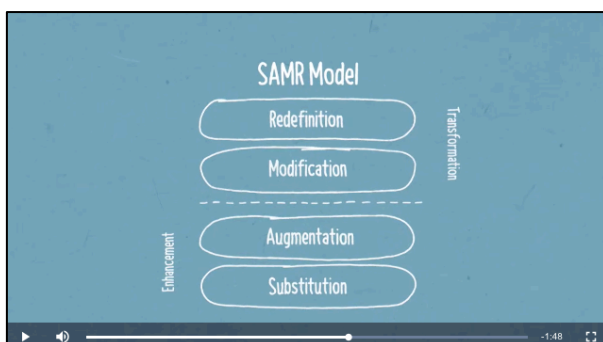 SAMR Model
Redefinition
Transformation
Modification
Augmentation
Enhancement
Substitution
-1:48